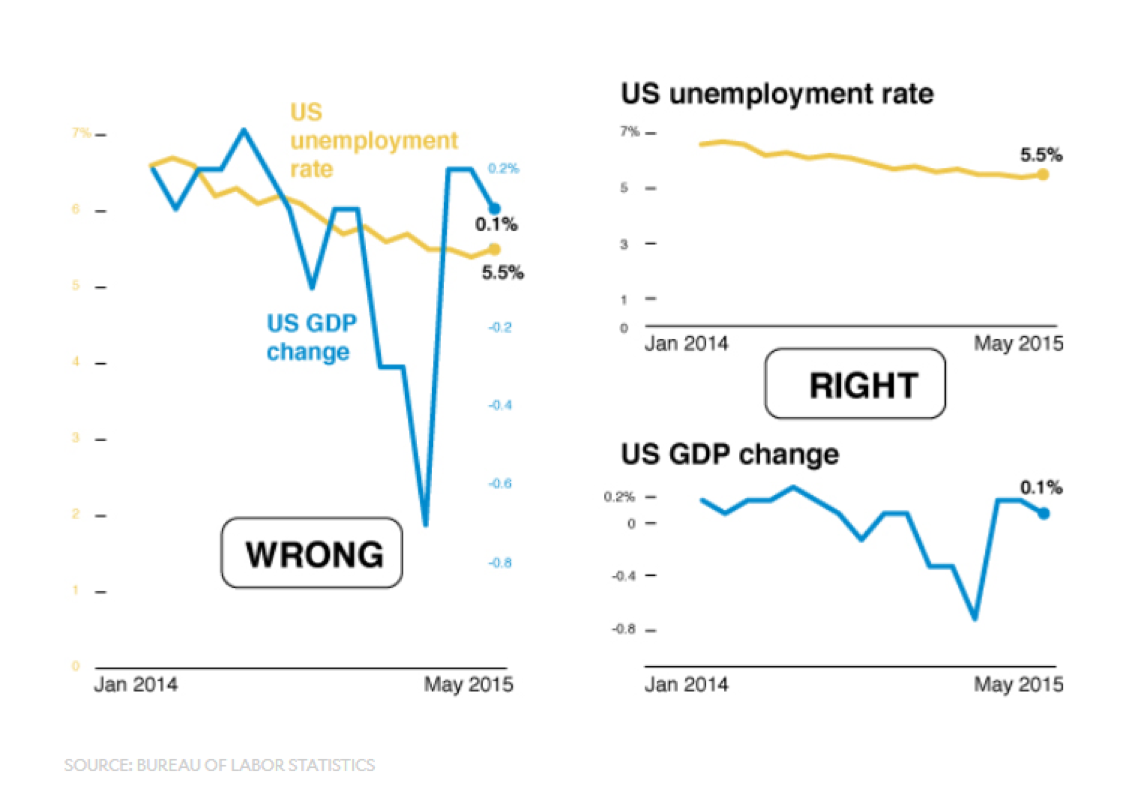 US
unemployment
rate
7%
6
5
4
3
2
1
0
0.2%
-0.2
-0.4
-0.6
-0.8
0.1%
5.5%
US GDP
change
WRONG
Jan 2014
May 2015
US unemployment rate
7%
5
3
1
0
5.5%
Jan 2014
May 2015
RIGHT
US GDP change
0.2%
0
-0.4
-0.8
0.1%
Jan 2014
May 2015
SOURCE: BUREAU OF LABOR STATISTICS